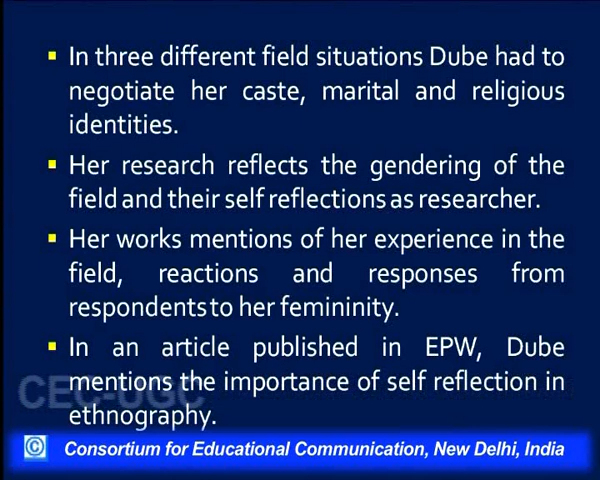 In three different field situations Dube had to
negotiate her caste, marital and religious
identities.
Her research reflects the gendering of the
field and their self reflections as researcher.
Her works mentions of her experience in the
field, reactions and responses from
respondents to her femininity.
In an article published in EPW, Dube
mentions the importance of self reflection in
ethnography.
CEC-UGC
© Consortium for Educational Communication, New Delhi, India